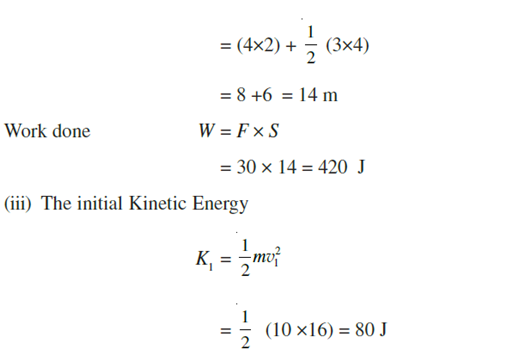 = (4×2) + 1/2 (3×4)
= 8 +6 = 14 m
Work done W = F × S
= 30 × 14 = 420 J
(iii) The initial Kinetic Energy
K₁ = 1/2 mv₁²
= 1/2 (10 ×16) = 80 J